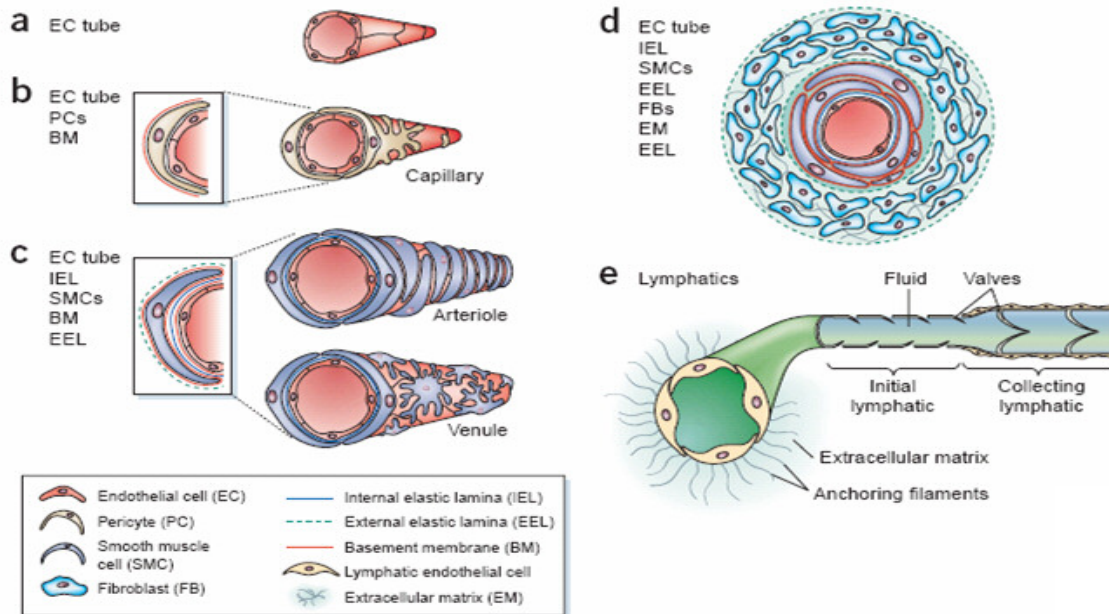 a
EC tube
b
EC tube
PCs
BM
Capillary
c
EC tube
IEL
SMCs
BM
EEL
Arteriole
Venule
d
EC tube
IEL
SMCs
EEL
FBs
EM
EEL
e
Lymphatics
Fluid
Valves
Initial
lymphatic
Collecting
lymphatic
Extracellular matrix
Anchoring filaments
Endothelial cell (EC)
Pericyte (PC)
Smooth muscle
cell (SMC)
Fibroblast (FB)
Internal elastic lamina (IEL)
External elastic lamina (EEL)
Basement membrane (BM)
Lymphatic endothelial cell
Extracellular matrix (EM)